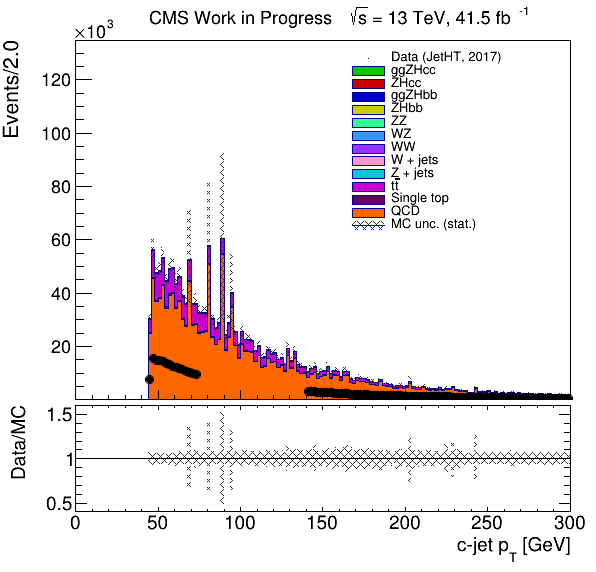 CMS Work in Progress √s = 13 TeV, 41.5 fb⁻¹
×10³
Events/2.0
120
100
80
60
40
20
Data (JetHT, 2017)
ggZHcc
ZHcc
ggZHbb
ZHbb
ZZ
WZ
WW
W + jets
Z + jets
tt̅
Single top
QCD
MC unc. (stat.)
Data/MC
1.5
1
0.5
0 50 100 150 200 250 300
c-jet p_T [GeV]